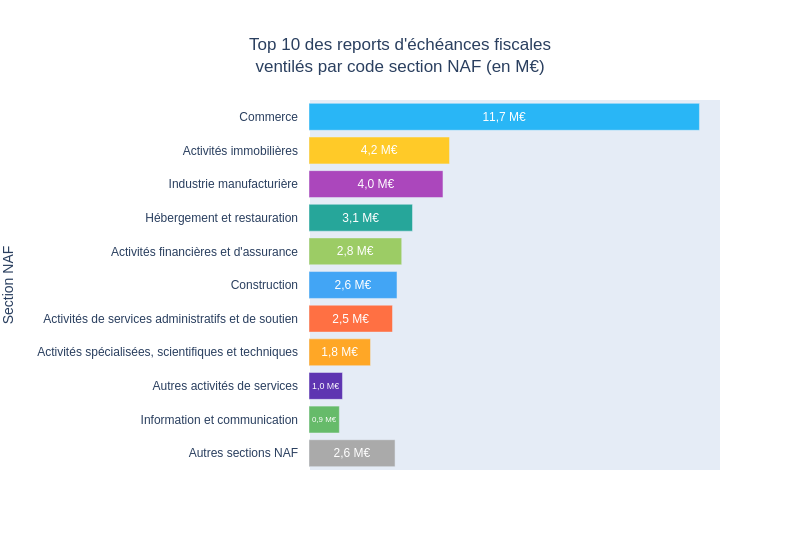 Top 10 des reports d'échéances fiscales
ventilés par code section NAF (en M€)
Section NAF
Commerce 11,7 M€
Activités immobilières 4,2 M€
Industrie manufacturière 4,0 M€
Hébergement et restauration 3,1 M€
Activités financières et d'assurance 2,8 M€
Construction 2,6 M€
Activités de services administratifs et de soutien 2,5 M€
Activités spécialisées, scientifiques et techniques 1,8 M€
Autres activités de services 1,0 M€
Information et communication 0,9 M€
Autres sections NAF 2,6 M€